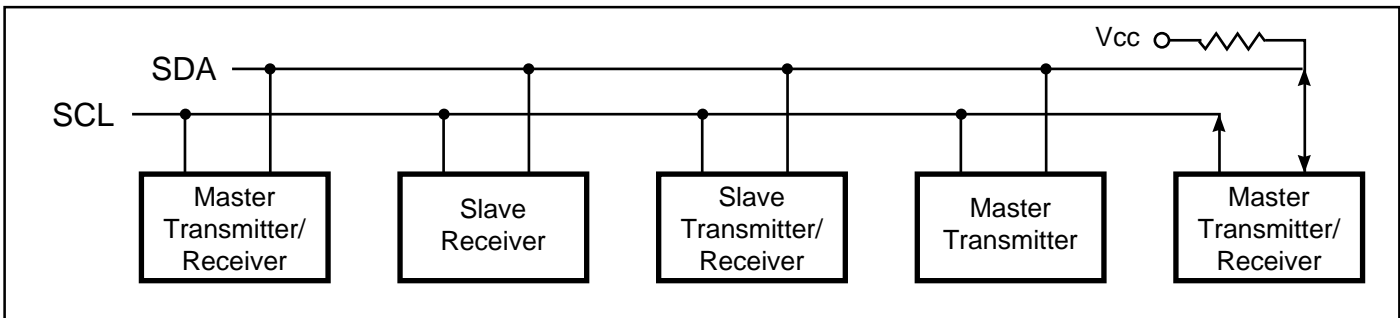 Vcc
SDA
SCL
Master
Transmitter/
Receiver
Slave
Receiver
Slave
Transmitter/
Receiver
Master
Transmitter
Master
Transmitter/
Receiver